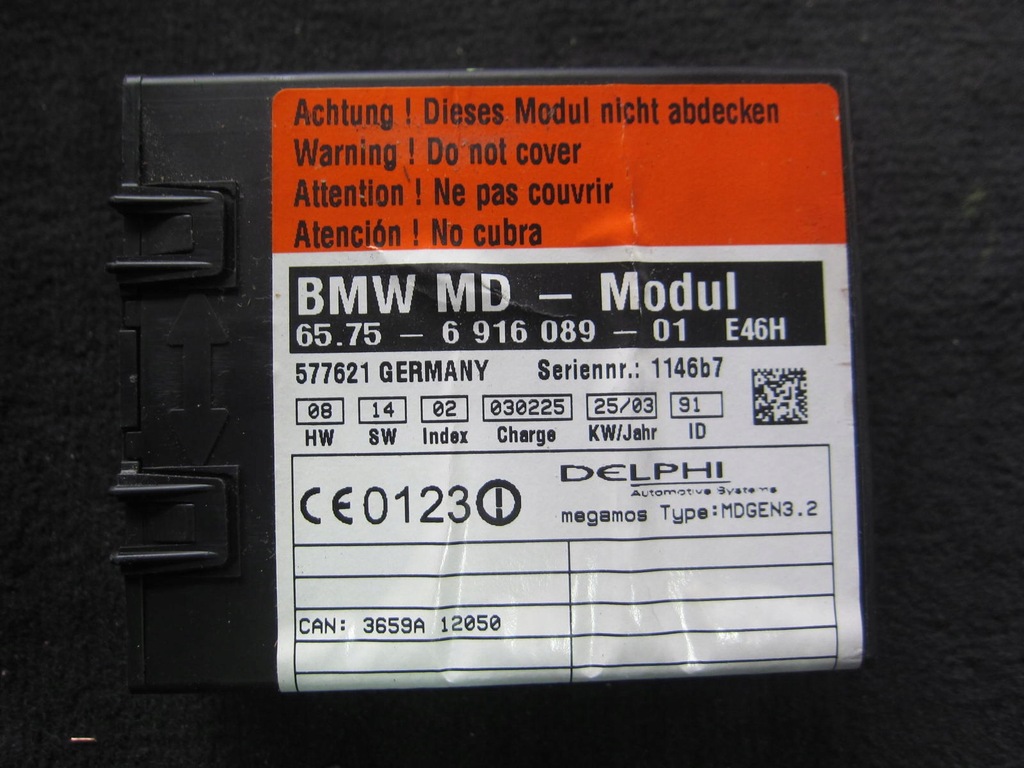 Achtung ! Dieses Modul nicht abdecken
Warning ! Do not cover
Attention ! Ne pas couvrir
Atención ! No cubra
BMW MD – Modul
65.75 – 6 916 089 – 01 E46H
577621 GERMANY Seriennr.: 1146b7
08 14 02 030225 25/03 91
HW SW Index Charge KW/Jahr ID
DELPHI
Automotive Systems
CE0123
megamos Type:MDGEN3.2
CAN: 3659A 12050